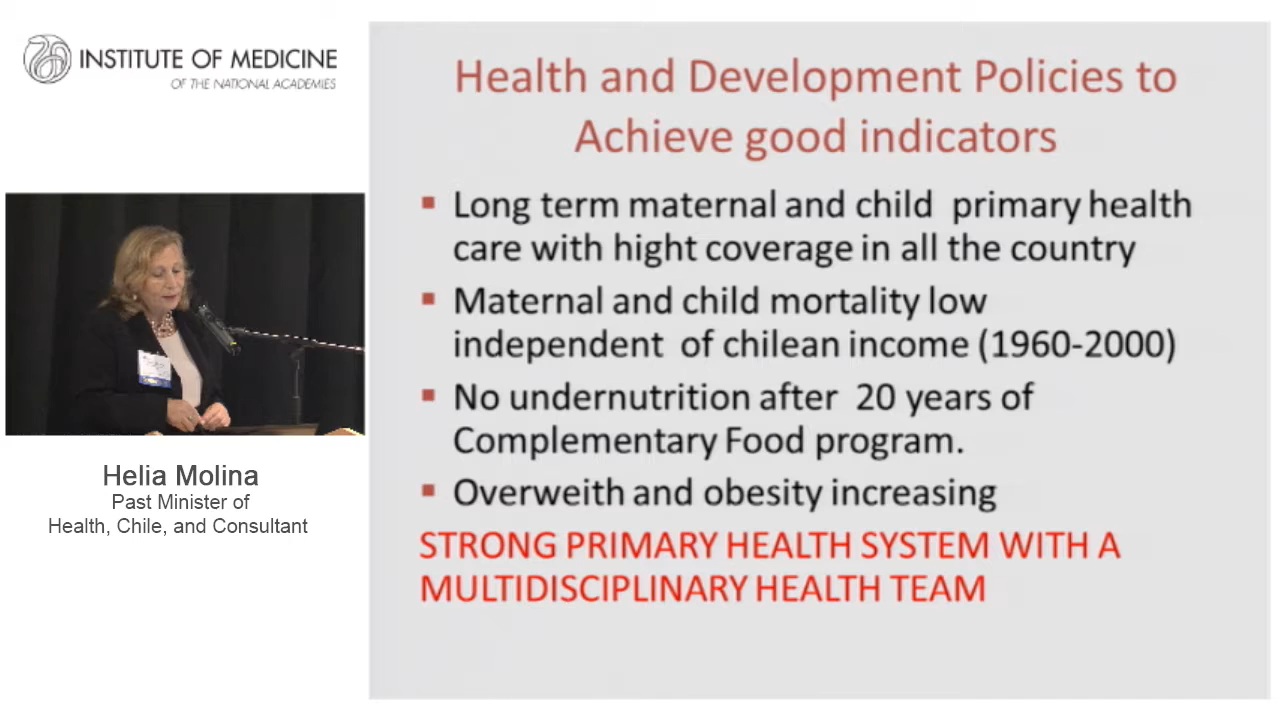 INSTITUTE OF MEDICINE
OF THE NATIONAL ACADEMIES
Helia Molina
Past Minister of
Health, Chile, and Consultant
Health and Development Policies to
Achieve good indicators
Long term maternal and child primary health
care with hight coverage in all the country
Maternal and child mortality low
independent of chilean income (1960-2000)
No undernutrition after 20 years of
Complementary Food program.
Overweith and obesity increasing
STRONG PRIMARY HEALTH SYSTEM WITH A
MULTIDISCIPLINARY HEALTH TEAM